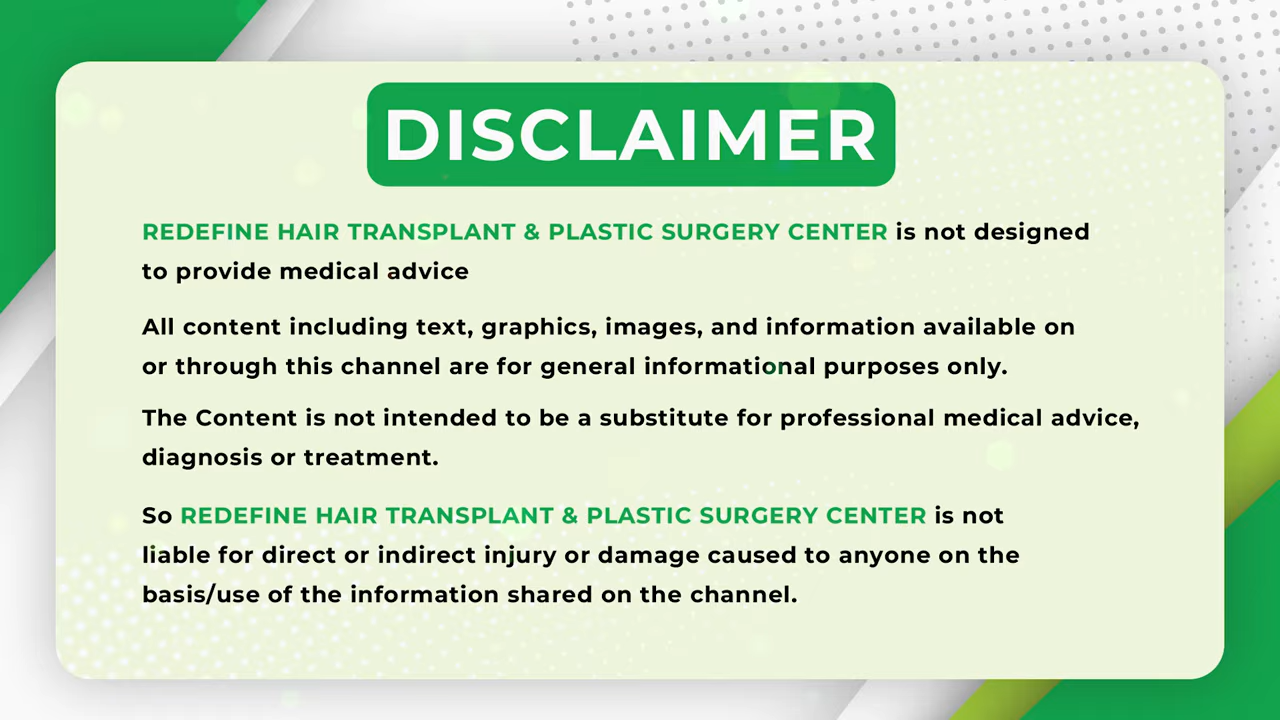 DISCLAIMER
REDEFINE HAIR TRANSPLANT & PLASTIC SURGERY CENTER is not designed
to provide medical advice
All content including text, graphics, images, and information available on
or through this channel are for general informational purposes only.
The Content is not intended to be a substitute for professional medical advice,
diagnosis or treatment.
So REDEFINE HAIR TRANSPLANT & PLASTIC SURGERY CENTER is not
liable for direct or indirect injury or damage caused to anyone on the
basis/use of the information shared on the channel.